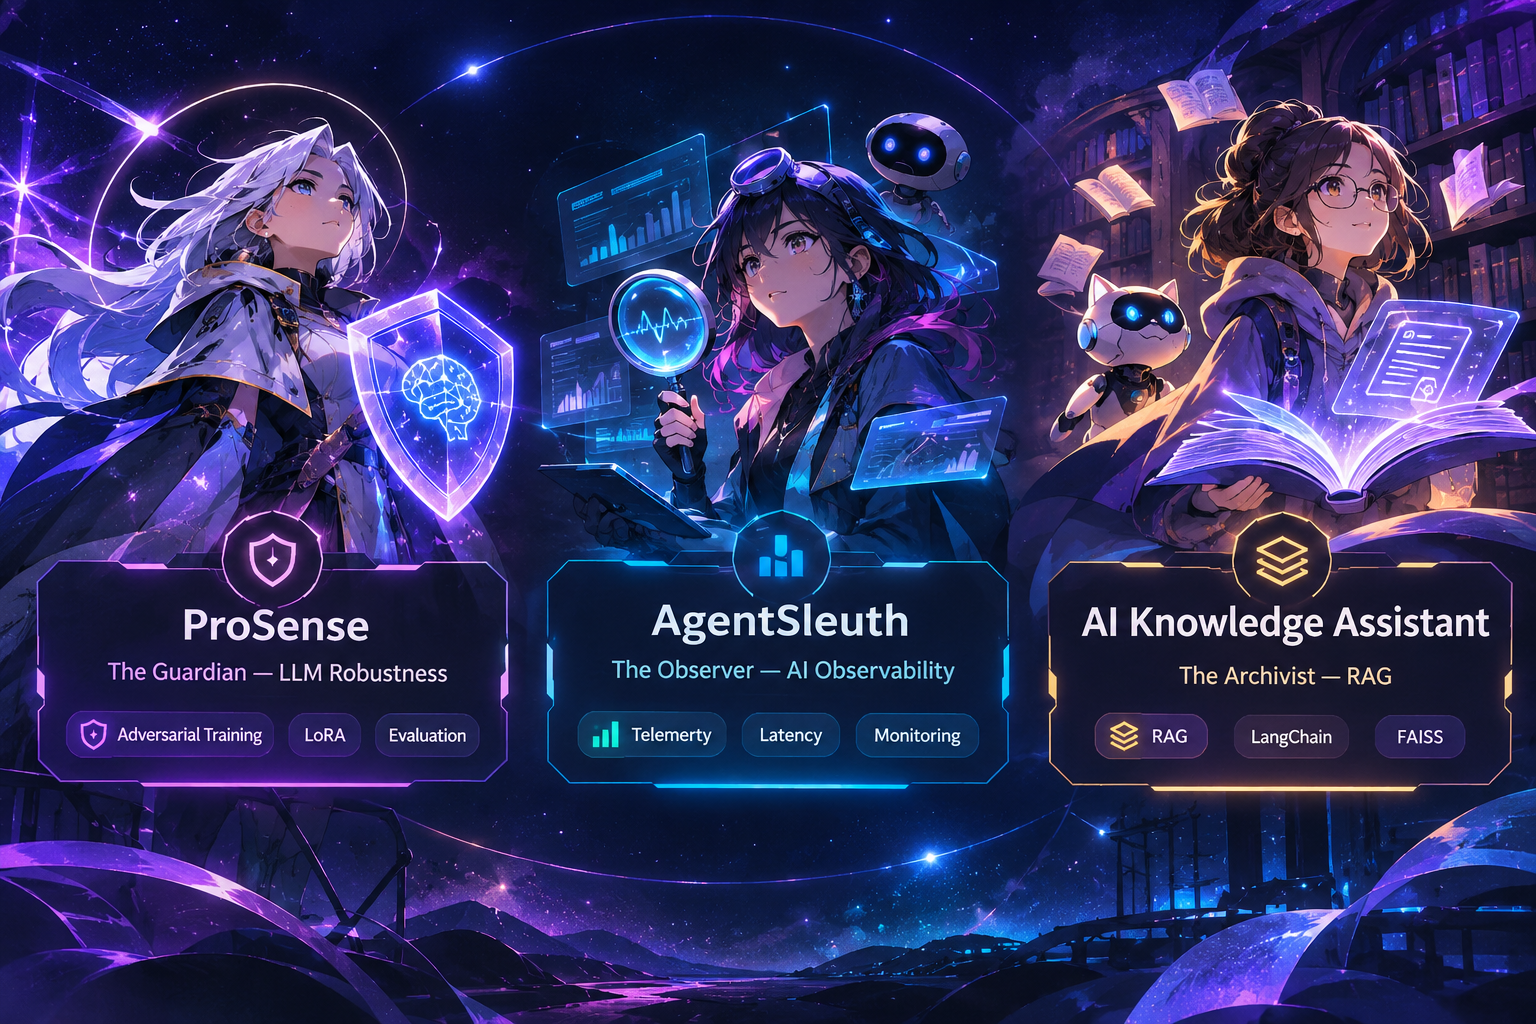 ProSense
The Guardian — LLM Robustness
Adversarial Training
LoRA
Evaluation
AgentSleuth
The Observer — AI Observability
Telemerty
Latency
Monitoring
AI Knowledge Assistant
The Archivist — RAG
RAG
LangChain
FAISS